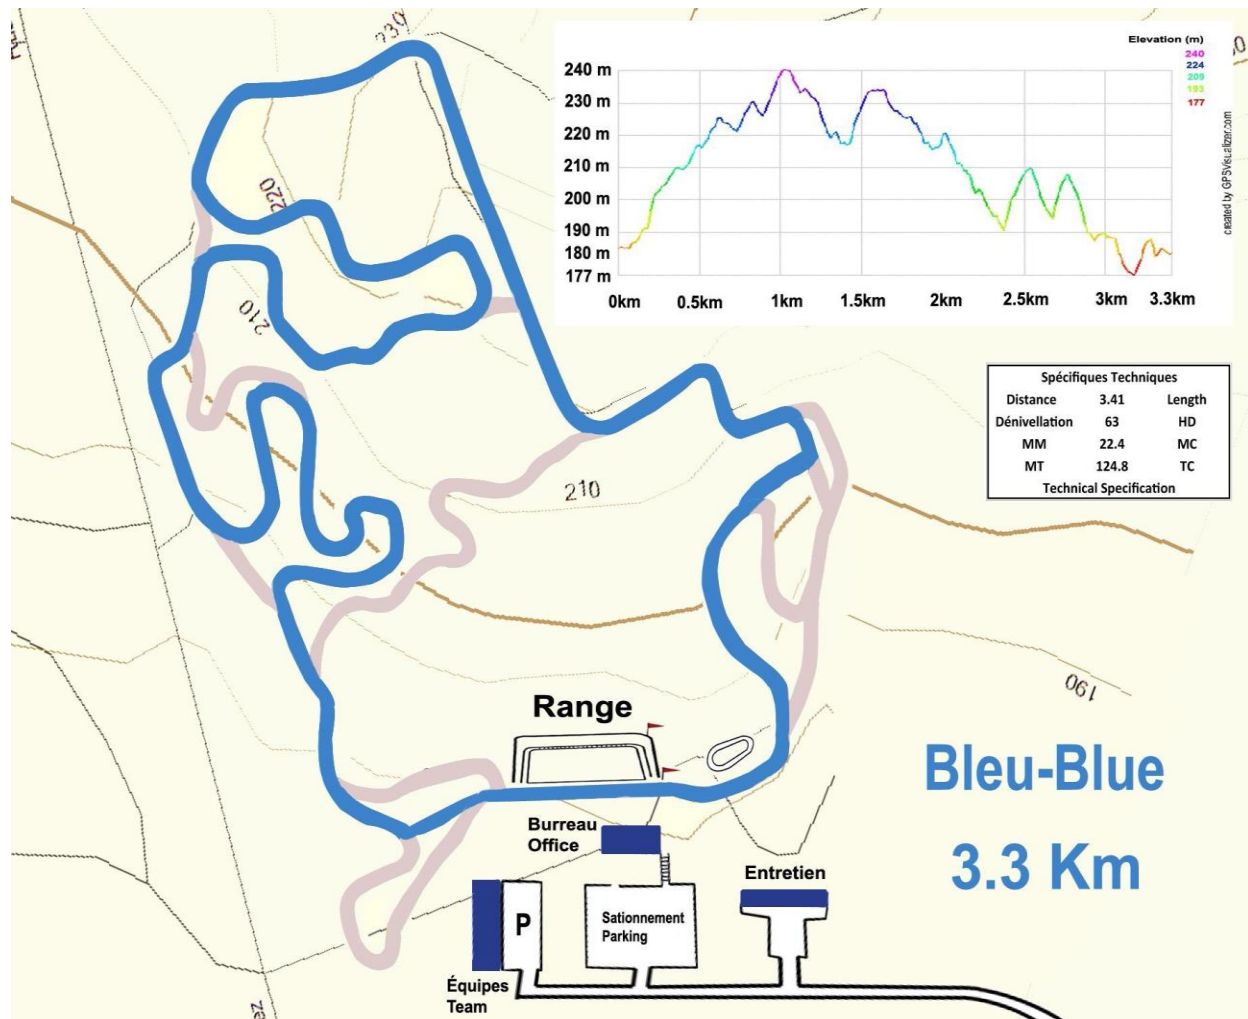 230
Elevation (m)
240
224
209
193
177
240 m
230 m
220 m
210 m
200 m
190 m
180 m
177 m
0km 0.5km 1km 1.5km 2km 2.5km 3km 3.3km
created by GPSVisualizer.com
220
210
Spécifiques Techniques
Distance 3.41 Length
Dénivellation 63 HD
MM 22.4 MC
MT 124.8 TC
Technical Specification
210
190
Range
Bleu-Blue
3.3 Km
Burreau
Office
Entretien
P
Sationnement
Parking
Équipes
Team